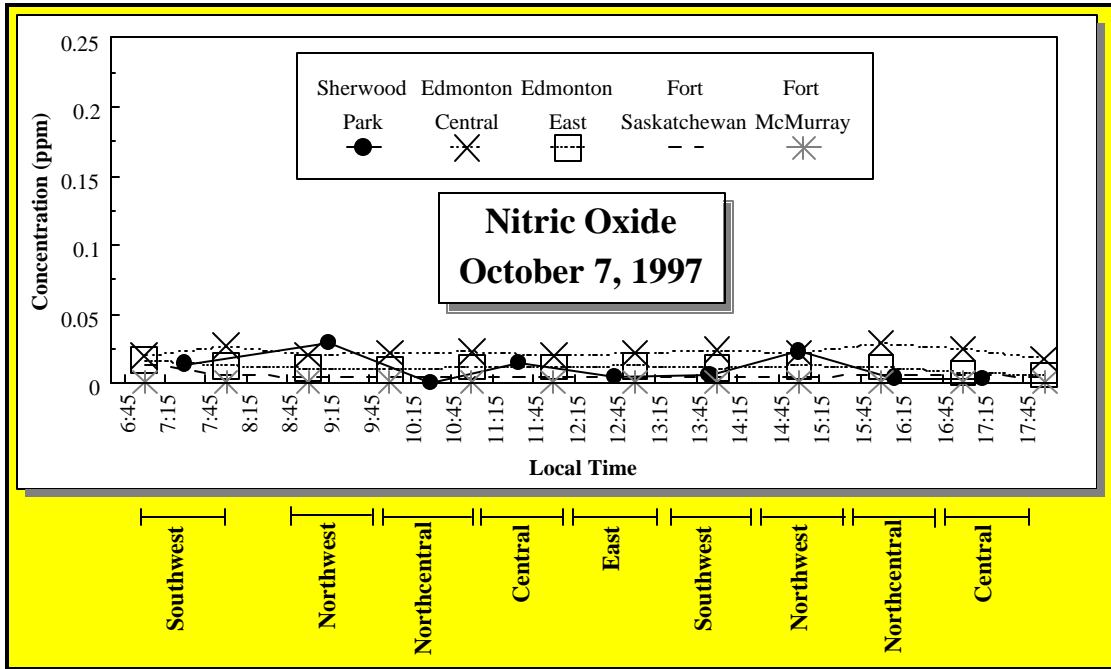 0.25
0.2
0.15
0.1
0.05
0
Concentration (ppm)
Sherwood Edmonton Edmonton Fort Fort
Park Central East Saskatchewan McMurray
Nitric Oxide
October 7, 1997
6:45 7:15 7:45 8:15 8:45 9:15 9:45 10:15 10:45 11:15 11:45 12:15 12:45 13:15 13:45 14:15 14:45 15:15 15:45 16:15 16:45 17:15 17:45
Local Time
Southwest Northwest Northcentral Central East Southwest Northwest Northcentral Central